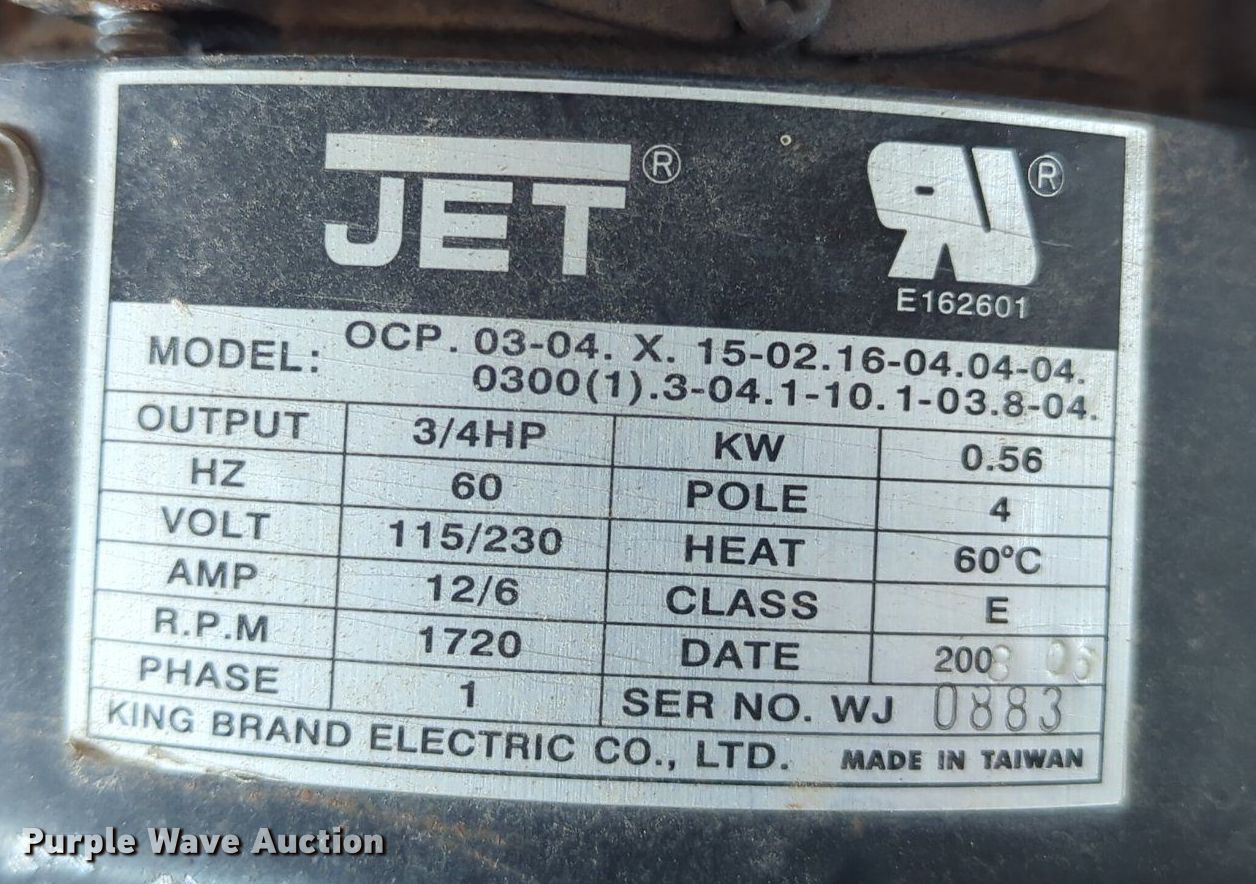 JET®
®
E162601
MODEL: OCP. 03-04. X. 15-02.16-04.04-04.
0300(1).3-04.1-10.1-03.8-04.
OUTPUT 3/4HP KW 0.56
HZ 60 POLE 4
VOLT 115/230 HEAT 60°C
AMP 12/6 CLASS E
R.P.M 1720 DATE 2008 06
PHASE 1 SER NO. WJ 0883
KING BRAND ELECTRIC CO., LTD. MADE IN TAIWAN
Purple Wave Auction